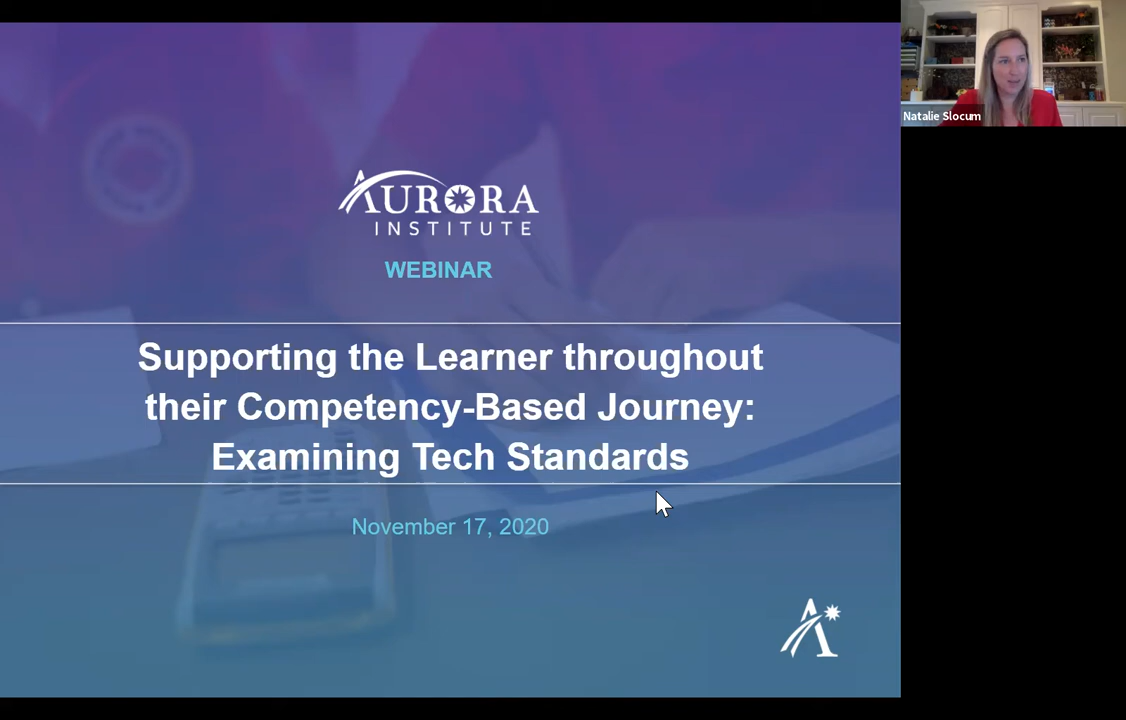 AURORA
INSTITUTE
WEBINAR
Supporting the Learner throughout
their Competency-Based Journey:
Examining Tech Standards
November 17, 2020
A
Natalie Slocum